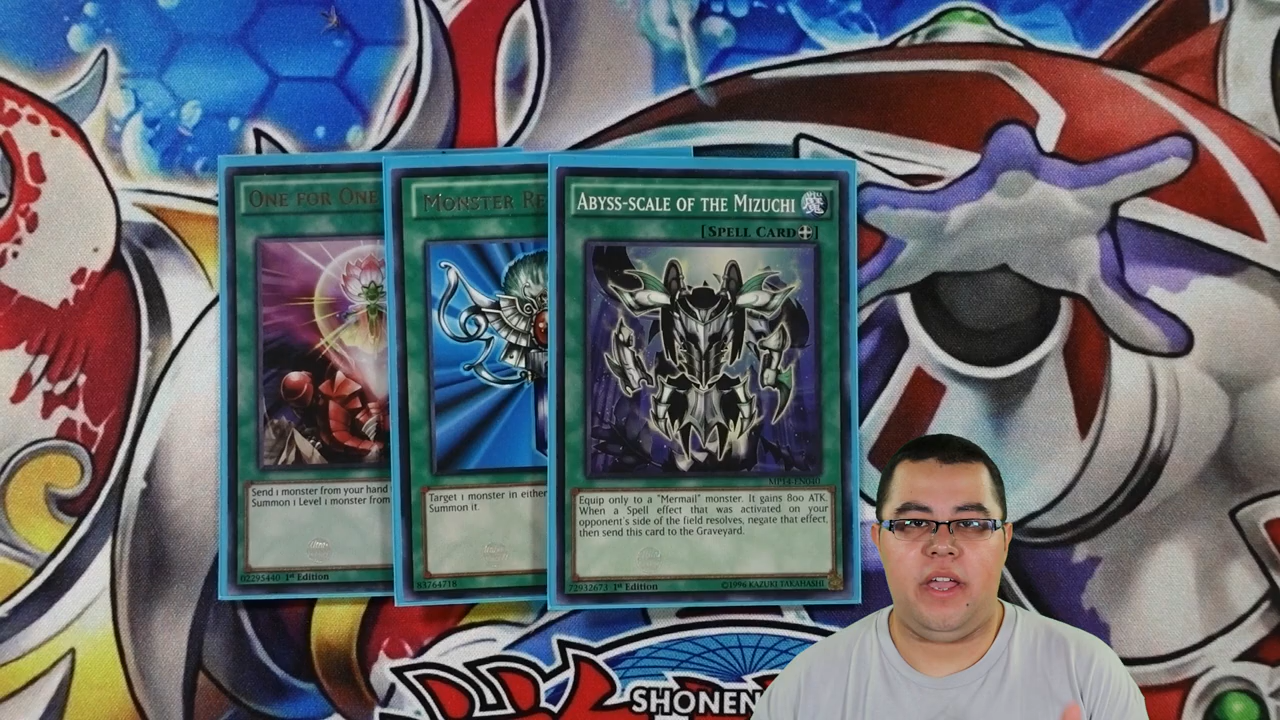 ONE FOR ONE
Send 1 monster from your hand
Summon 1 Level 1 monster from
02295440 1st Edition
MONSTER RE
Target 1 monster in either
Summon it.
83764718
ABYSS-SCALE OF THE MIZUCHI
[SPELL CARD]
MP14-EN040
Equip only to a "Mermail" monster. It gains 800 ATK.
When a Spell effect that was activated on your
opponent's side of the field resolves, negate that effect,
then send this card to the Graveyard.
72932673 1st Edition
©1996 KAZUKI TAKAHASHI
SHONEN